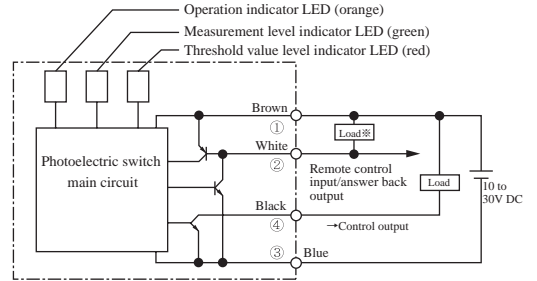 Operation indicator LED (orange)
Measurement level indicator LED (green)
Threshold value level indicator LED (red)
Brown
①
Load※
White
②
Photoelectric switch
main circuit
Remote control
input/answer back
output
Load
10 to
30V DC
Black
④
→Control output
③
Blue